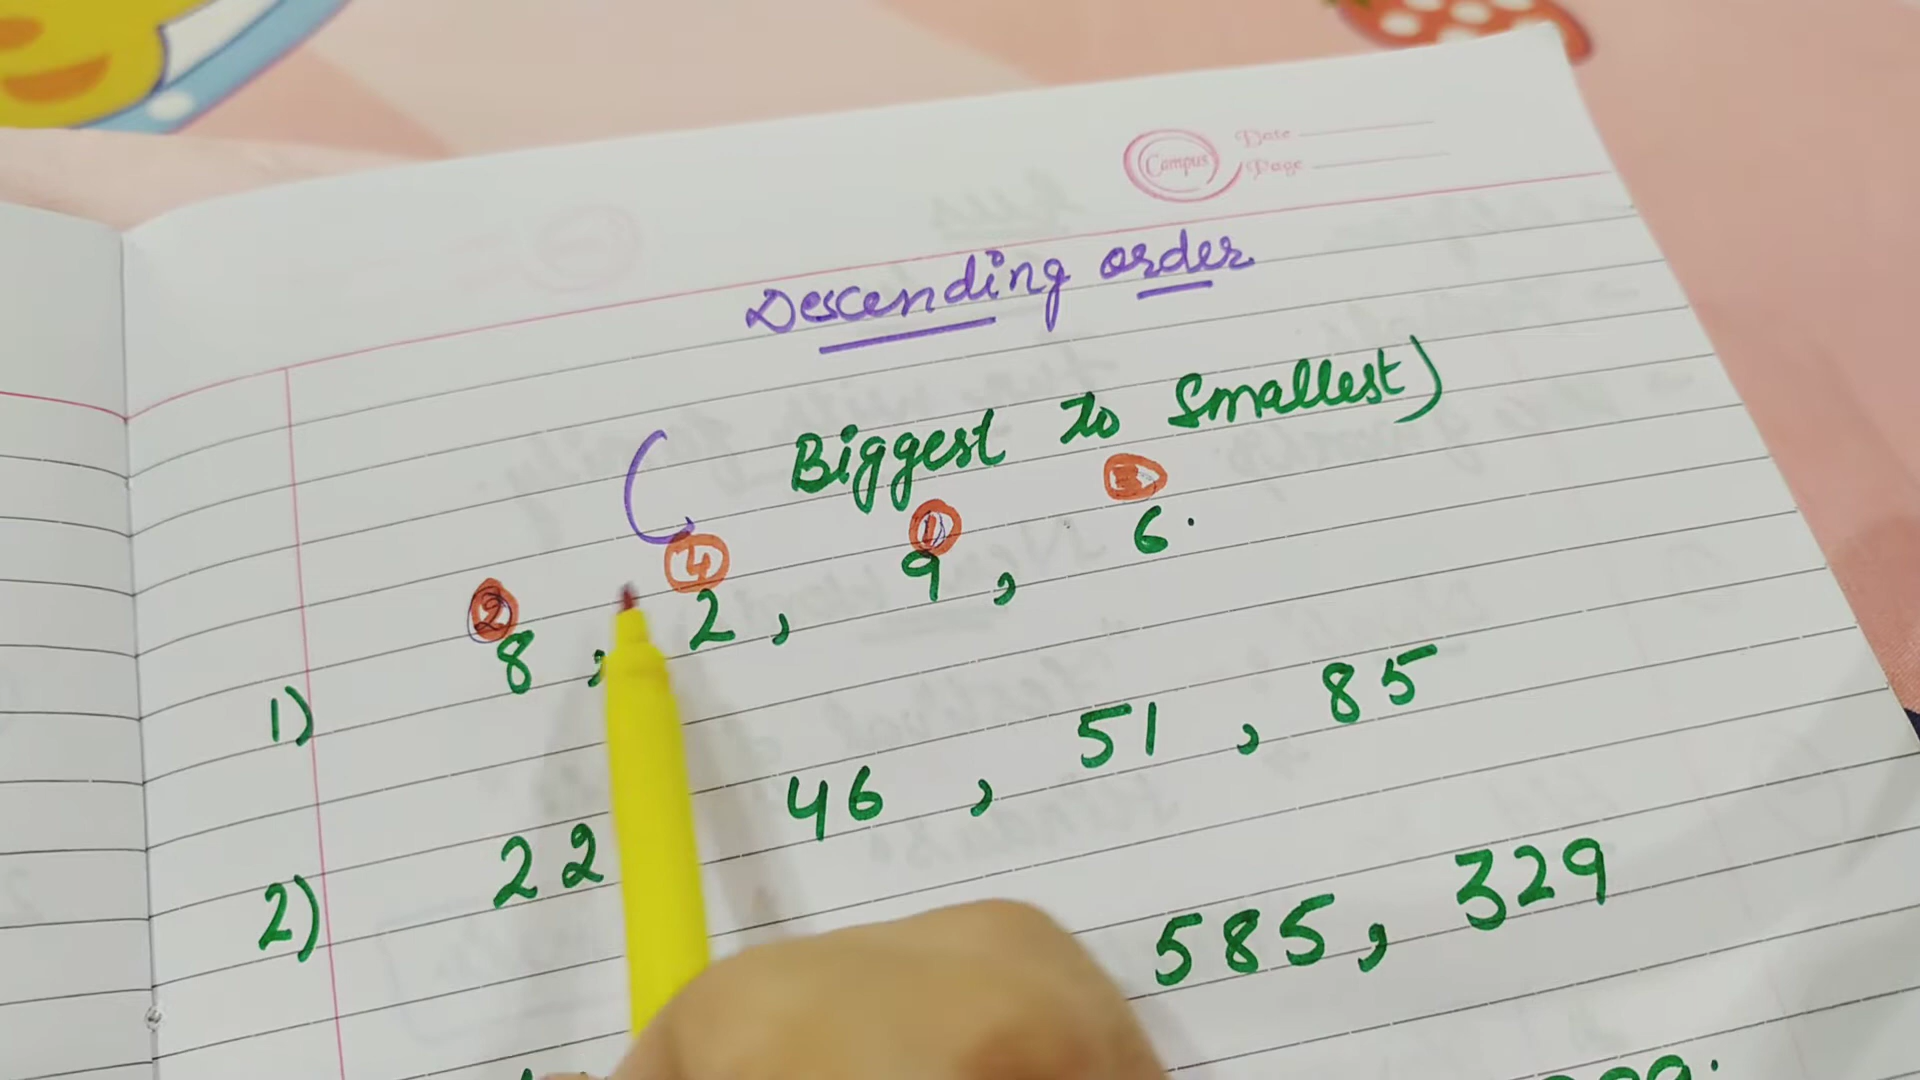 Campus
Date
Page
Descending order
( Biggest to Smallest)
2 4 1 3
1) 8 , 2 , 9 , 6.
2) 22 46 , 51 , 85
585, 329